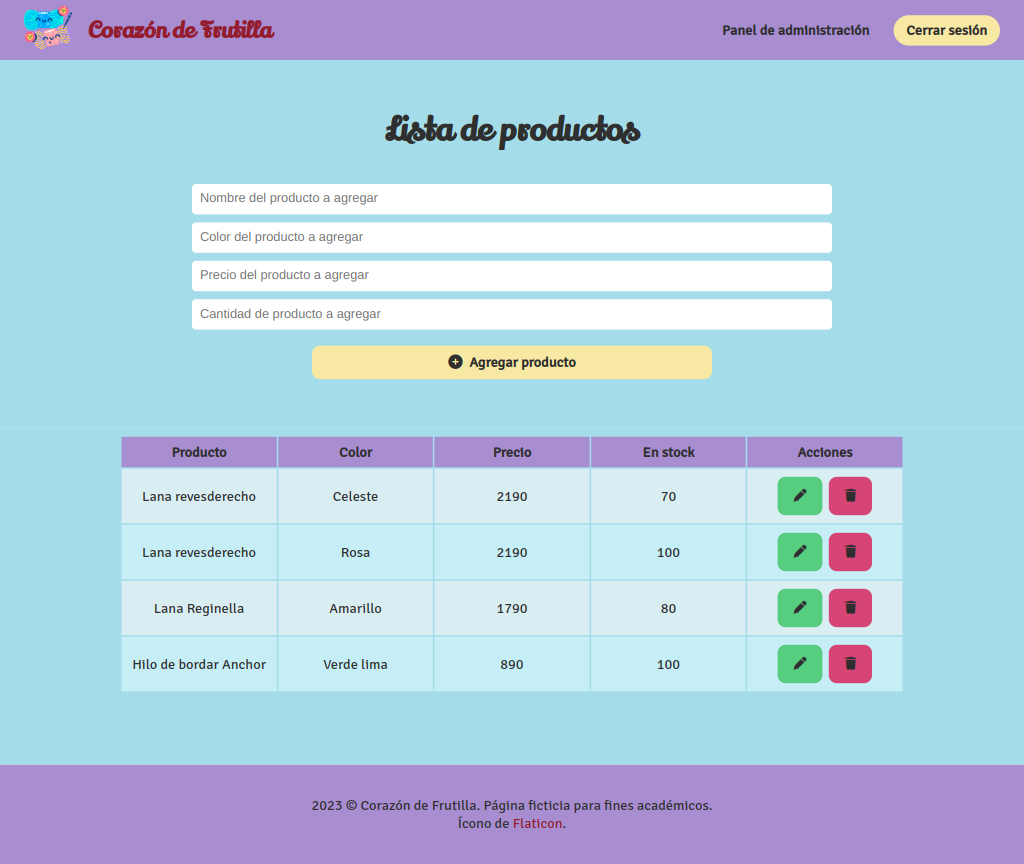 Corazón de Frutilla
Panel de administración
Cerrar sesión
Lista de productos
Nombre del producto a agregar
Color del producto a agregar
Precio del producto a agregar
Cantidad de producto a agregar
Agregar producto
Producto Color Precio En stock Acciones
Lana revesderecho Celeste 2190 70
Lana revesderecho Rosa 2190 100
Lana Reginella Amarillo 1790 80
Hilo de bordar Anchor Verde lima 890 100
2023 © Corazón de Frutilla. Página ficticia para fines académicos.
Ícono de Flaticon.